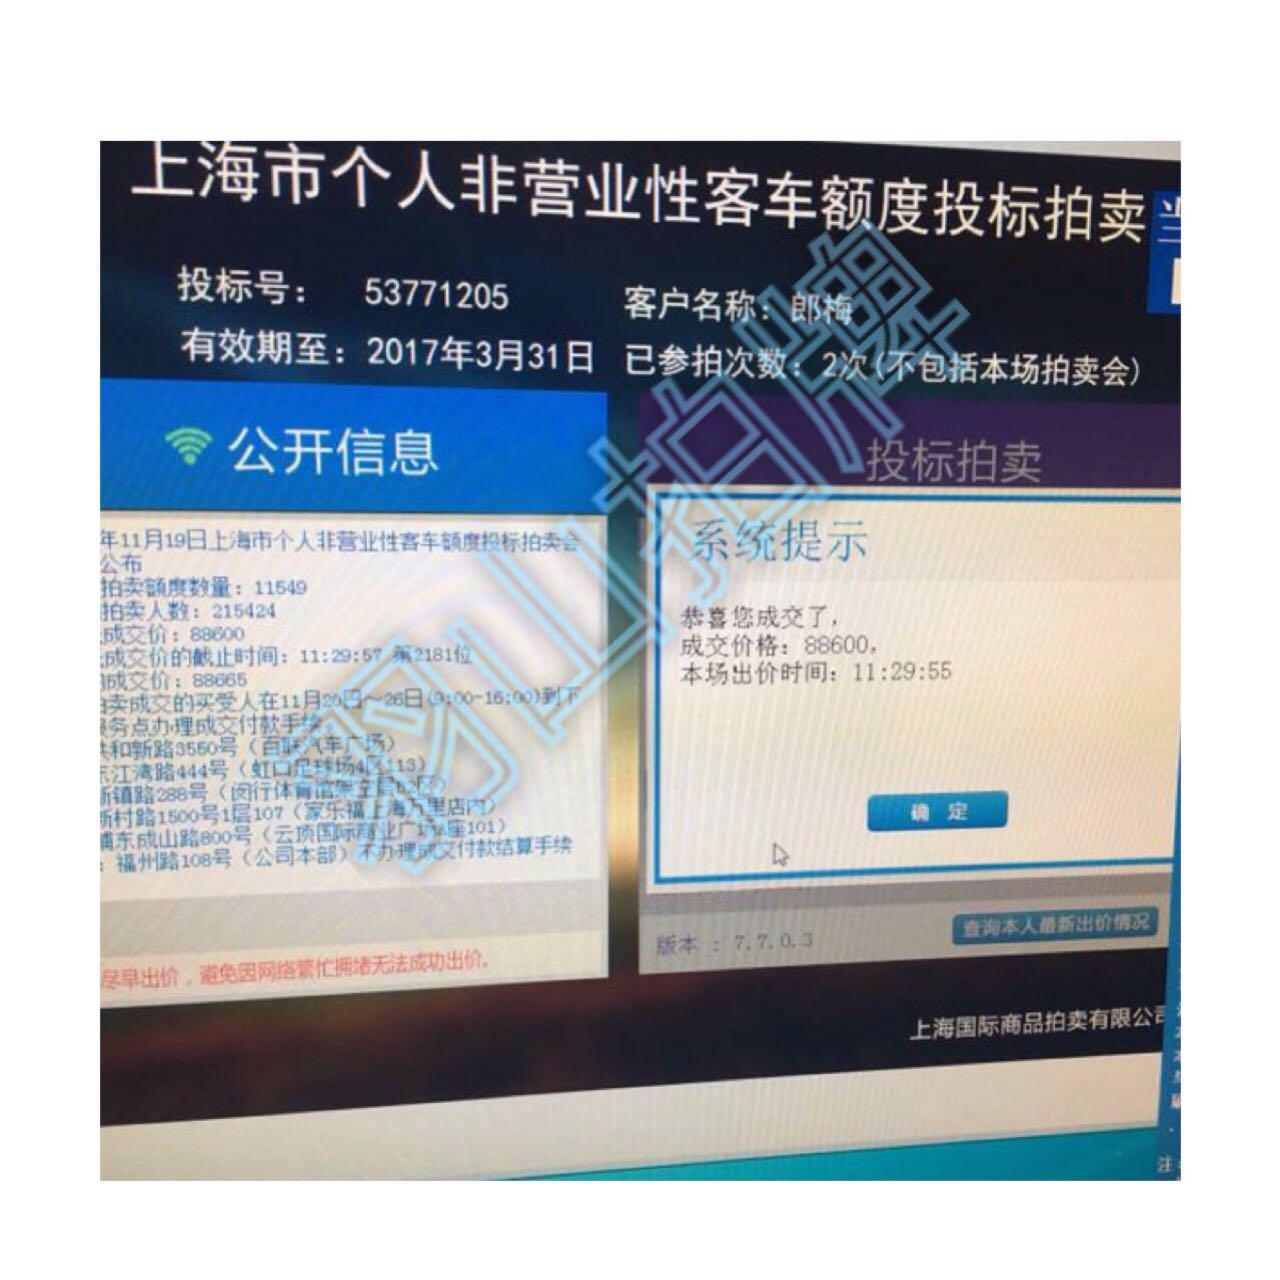 上海市个人非营业性客车额度投标拍卖
投标号： 53771205
客户名称：郎梅
有效期至：2017年3月31日
已参拍次数：2次(不包括本场拍卖会)
公开信息
年11月19日上海市个人非营业性客车额度投标拍卖会
公布
拍卖额度数量：11549
拍卖人数：215424
成交价：88600
成交价的截止时间：11:29:57 第2181位
成交价：88665
卖成交的买受人在11月20日～26日(9:00-16:00)到下
务点办理成交付款手续
共和新路3550号（百联汽车广场）
东江湾路444号（虹口足球场4区113）
新镇路288号（闵行体育馆架空层02区）
新村路1500号1层107（家乐福上海万里店内）
浦东成山路800号（云顶国际商业广场 座101）
：福州路108号（公司本部）不办理成交付款结算手续
尽早出价，避免因网络繁忙拥堵无法成功出价。
投标拍卖
系统提示
恭喜您成交了，
成交价格：88600，
本场出价时间：11:29:55
确 定
版本 ：7.7.0.3
查询本人最新出价情况
上海国际商品拍卖有限公司
拍牌